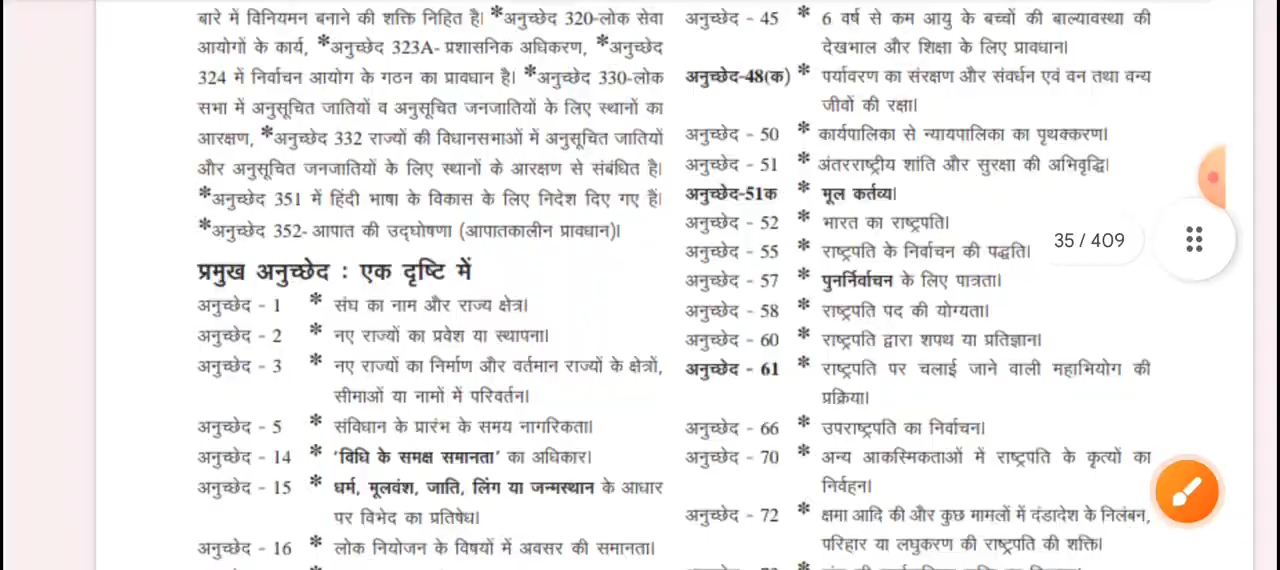 बारे में विनियमन बनाने की शक्ति निहित है। *अनुच्छेद 320-लोक सेवा
आयोगों के कार्य, *अनुच्छेद 323A- प्रशासनिक अधिकरण, *अनुच्छेद
324 में निर्वाचन आयोग के गठन का प्रावधान है। *अनुच्छेद 330-लोक
सभा में अनुसूचित जातियों व अनुसूचित जनजातियों के लिए स्थानों का
आरक्षण, *अनुच्छेद 332 राज्यों की विधानसभाओं में अनुसूचित जातियों
और अनुसूचित जनजातियों के लिए स्थानों के आरक्षण से संबंधित है।
*अनुच्छेद 351 में हिंदी भाषा के विकास के लिए निदेश दिए गए हैं।
*अनुच्छेद 352- आपात की उद्घोषणा (आपातकालीन प्रावधान)।
प्रमुख अनुच्छेद : एक दृष्टि में
अनुच्छेद - 1 * संघ का नाम और राज्य क्षेत्र।
अनुच्छेद - 2 * नए राज्यों का प्रवेश या स्थापना।
अनुच्छेद - 3 * नए राज्यों का निर्माण और वर्तमान राज्यों के क्षेत्रों,
सीमाओं या नामों में परिवर्तन।
अनुच्छेद - 5 * संविधान के प्रारंभ के समय नागरिकता।
अनुच्छेद - 14 * 'विधि के समक्ष समानता' का अधिकार।
अनुच्छेद - 15 * धर्म, मूलवंश, जाति, लिंग या जन्मस्थान के आधार
पर विभेद का प्रतिषेध।
अनुच्छेद - 16 * लोक नियोजन के विषयों में अवसर की समानता।
अनुच्छेद - 45 * 6 वर्ष से कम आयु के बच्चों की बाल्यावस्था की
देखभाल और शिक्षा के लिए प्रावधान।
अनुच्छेद-48(क) * पर्यावरण का संरक्षण और संवर्धन एवं वन तथा वन्य
जीवों की रक्षा।
अनुच्छेद - 50 * कार्यपालिका से न्यायपालिका का पृथक्करण।
अनुच्छेद - 51 * अंतरराष्ट्रीय शांति और सुरक्षा की अभिवृद्धि।
अनुच्छेद-51क * मूल कर्तव्य।
अनुच्छेद - 52 * भारत का राष्ट्रपति।
अनुच्छेद - 55 * राष्ट्रपति के निर्वाचन की पद्धति।
अनुच्छेद - 57 * पुनर्निर्वाचन के लिए पात्रता।
अनुच्छेद - 58 * राष्ट्रपति पद की योग्यता।
अनुच्छेद - 60 * राष्ट्रपति द्वारा शपथ या प्रतिज्ञान।
अनुच्छेद - 61 * राष्ट्रपति पर चलाई जाने वाली महाभियोग की
प्रक्रिया।
अनुच्छेद - 66 * उपराष्ट्रपति का निर्वाचन।
अनुच्छेद - 70 * अन्य आकस्मिकताओं में राष्ट्रपति के कृत्यों का
निर्वहन।
अनुच्छेद - 72 * क्षमा आदि की और कुछ मामलों में दंडादेश के निलंबन,
परिहार या लघुकरण की राष्ट्रपति की शक्ति।
35 / 409